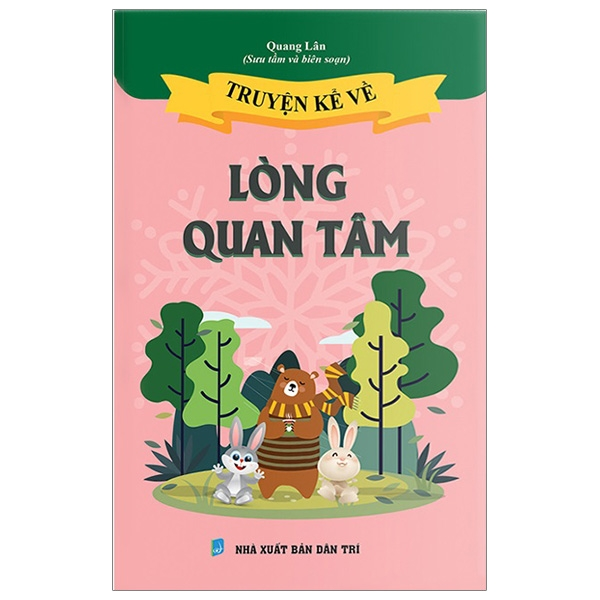 Quang Lân
(Sưu tầm và biên soạn)
TRUYỆN KỂ VỀ
LÒNG
QUAN TÂM
NHÀ XUẤT BẢN DÂN TRÍ